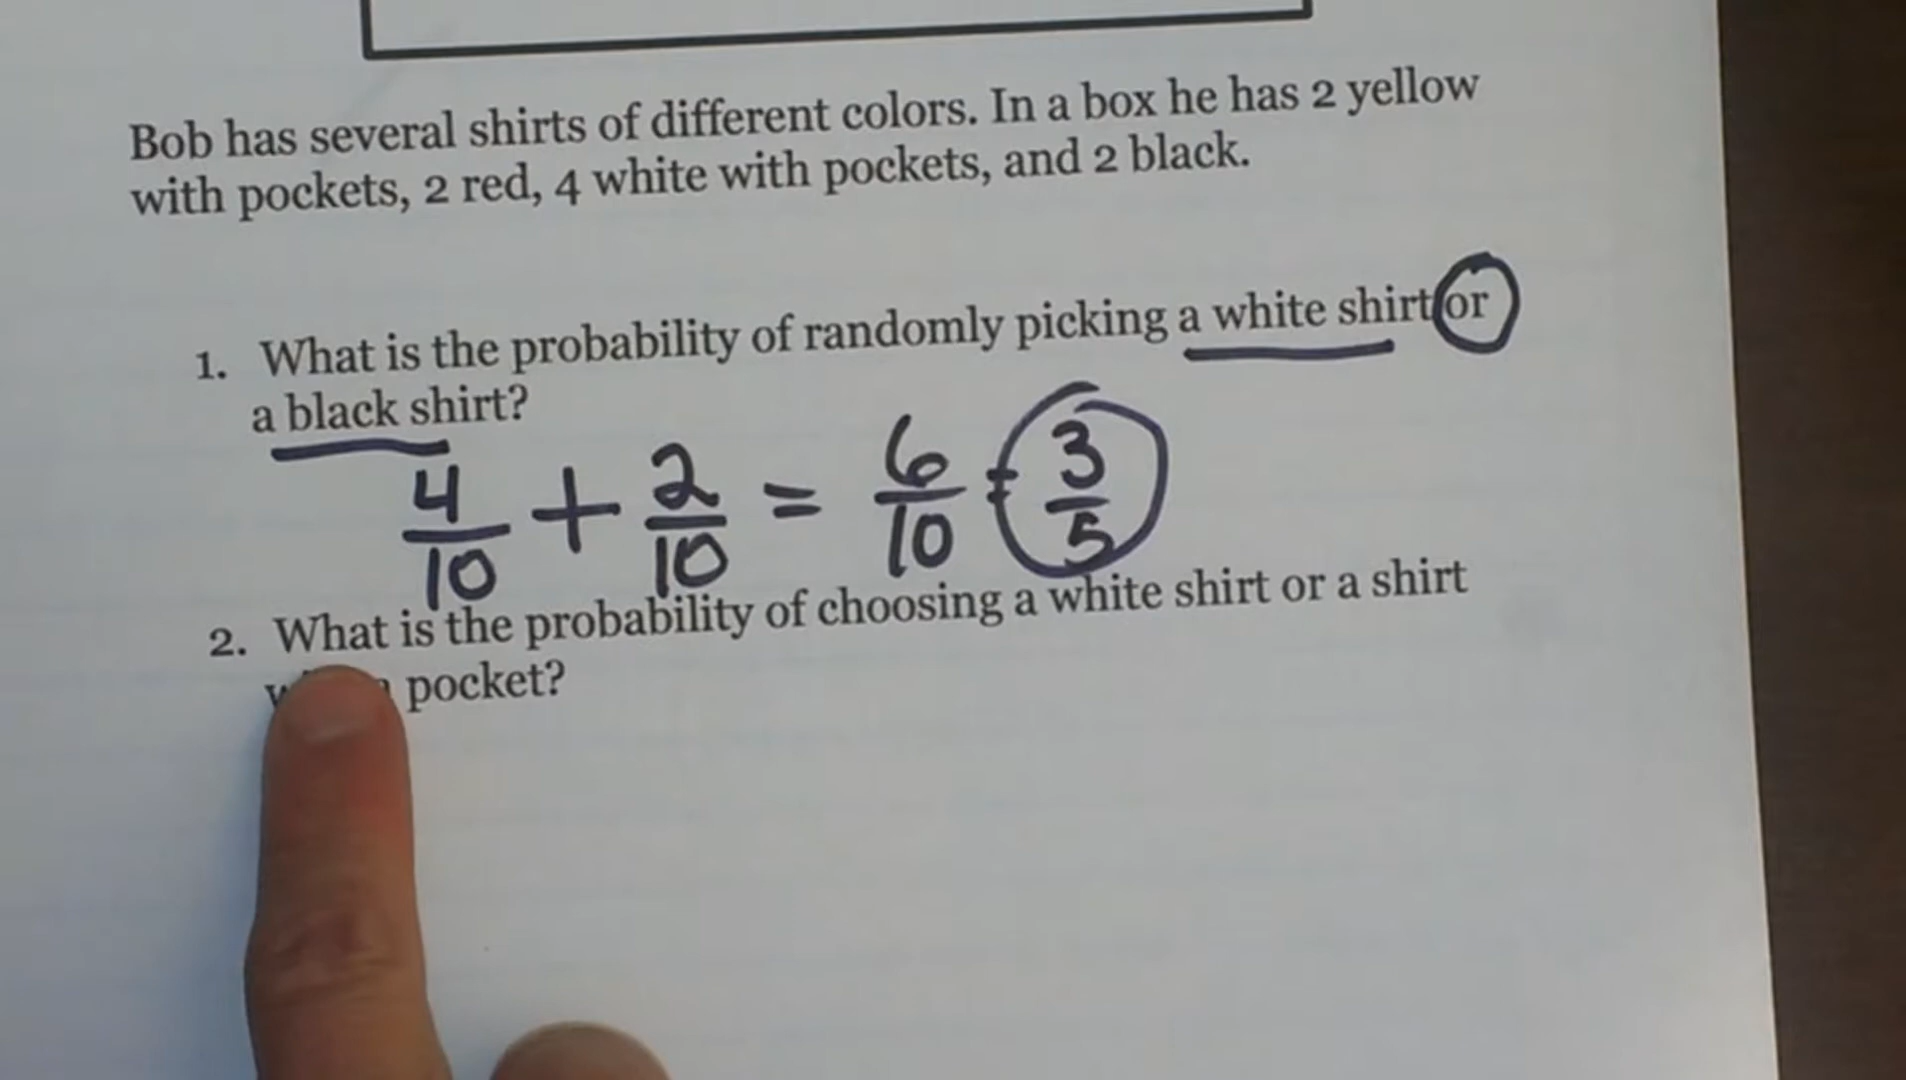 Bob has several shirts of different colors. In a box he has 2 yellow
with pockets, 2 red, 4 white with pockets, and 2 black.
1. What is the probability of randomly picking a white shirt or
a black shirt?
4/10 + 2/10 = 6/10 = 3/5
2. What is the probability of choosing a white shirt or a shirt
pocket?